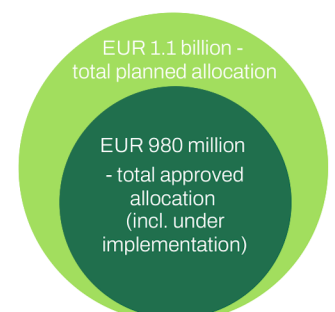 EUR 1.1 billion -
total planned allocation
EUR 980 million
- total approved
allocation
(incl. under
implementation)